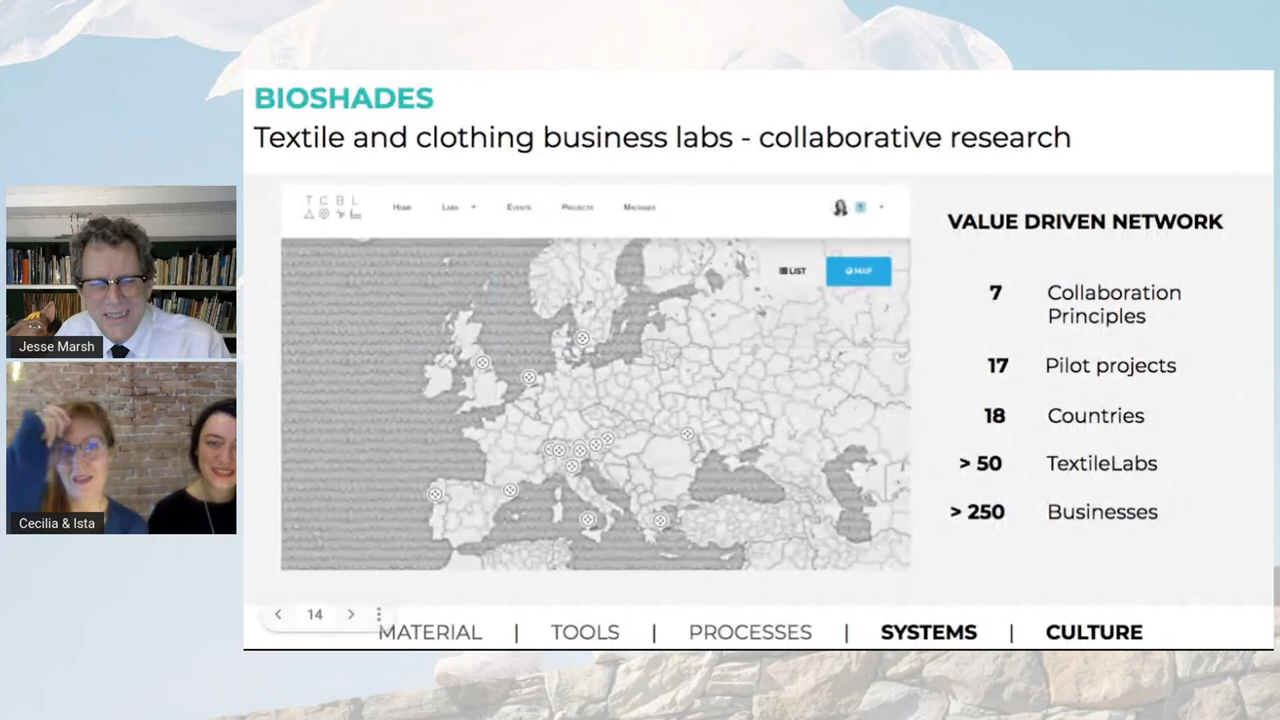 BIOSHADES
Textile and clothing business labs - collaborative research
T C B L
HOME
LABS
EVENTS
PROJECTS
MACHINES
LIST
MAP
VALUE DRIVEN NETWORK
7 Collaboration
Principles
17 Pilot projects
18 Countries
> 50 TextileLabs
> 250 Businesses
Jesse Marsh
Cecilia & Ista
14
MATERIAL | TOOLS | PROCESSES | SYSTEMS | CULTURE